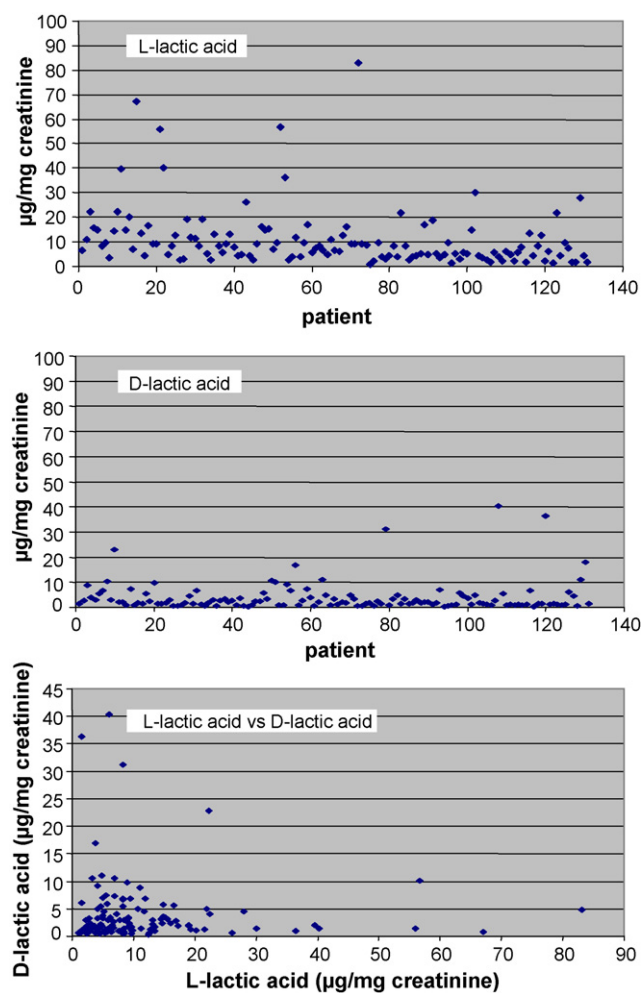 µg/mg creatinine
L-lactic acid
100
90
80
70
60
50
40
30
20
10
0
0 20 40 60 80 100 120 140
patient
µg/mg creatinine
D-lactic acid
100
90
80
70
60
50
40
30
20
10
0
0 20 40 60 80 100 120 140
patient
D-lactic acid (µg/mg creatinine)
L-lactic acid vs D-lactic acid
45
40
35
30
25
20
15
10
5
0
0 10 20 30 40 50 60 70 80 90
L-lactic acid (µg/mg creatinine)